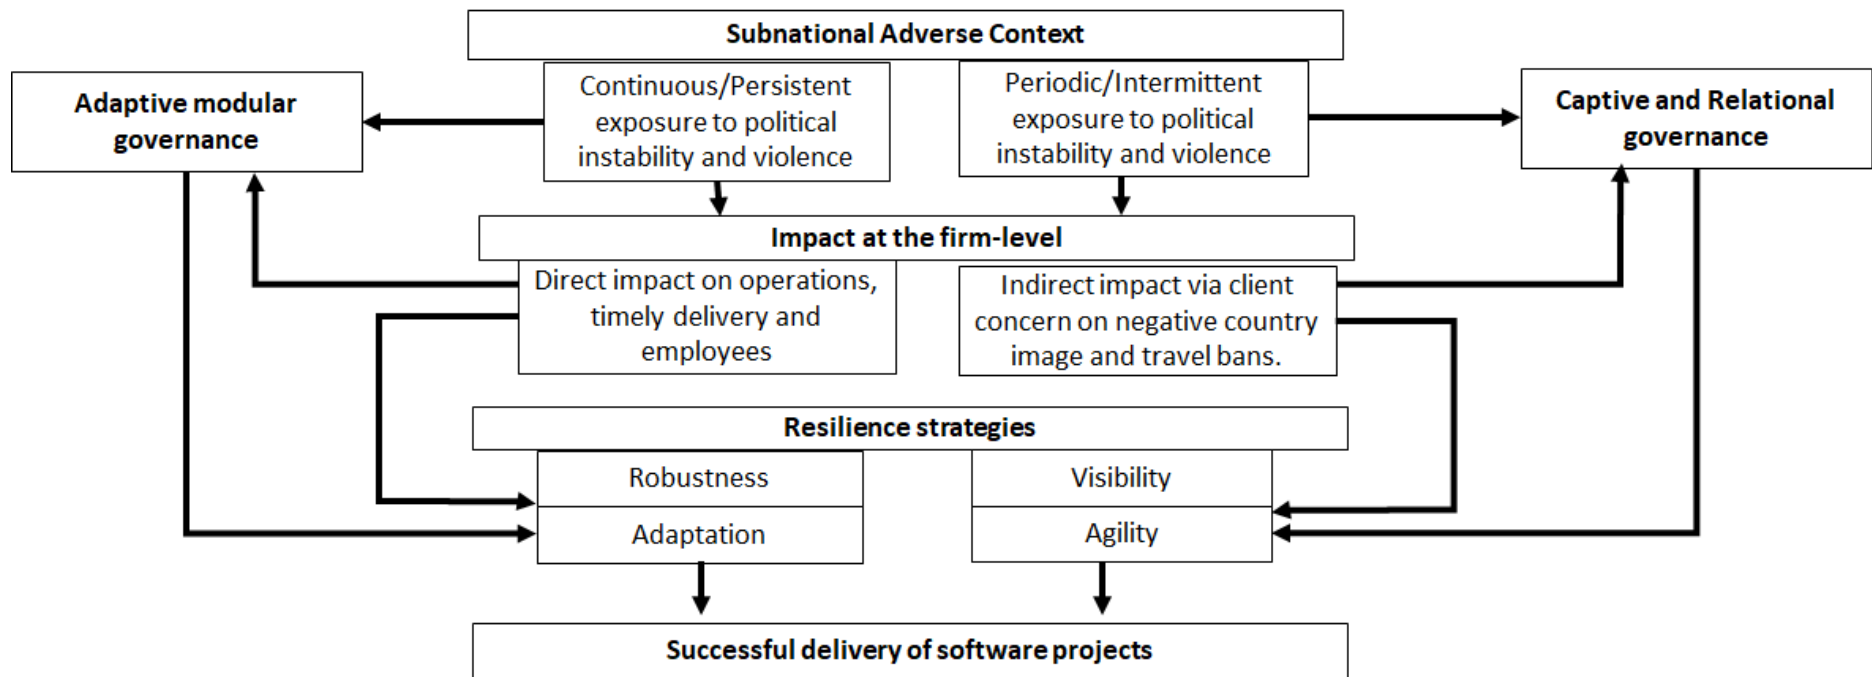 Subnational Adverse Context
Adaptive modular
governance
Continuous/Persistent
exposure to political
instability and violence
Periodic/Intermittent
exposure to political
instability and violence
Captive and Relational
governance
Impact at the firm-level
Direct impact on operations,
timely delivery and
employees
Indirect impact via client
concern on negative country
image and travel bans.
Resilience strategies
Robustness
Adaptation
Visibility
Agility
Successful delivery of software projects